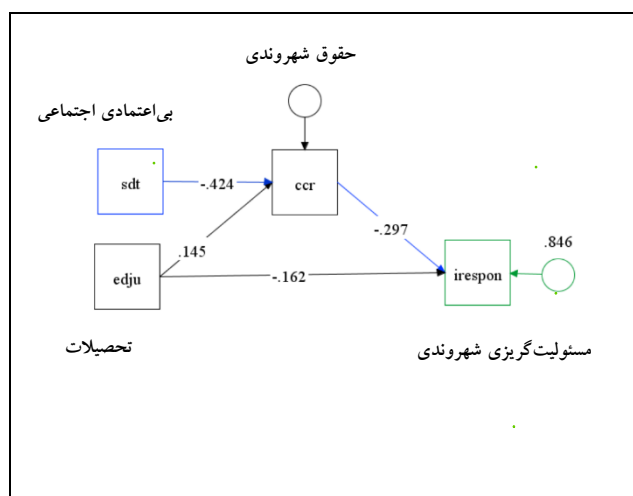 حقوق شهروندی
بی‌اعتمادی اجتماعی
sdt
-.424
ccr
.145
-.297
edju
-.162
irespon
.846
تحصیلات
مسئولیت‌گریزی شهروندی